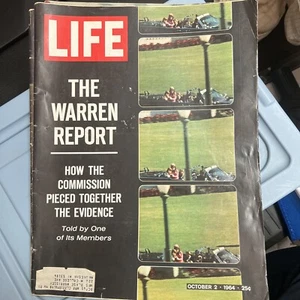 LIFE
THE
WARREN
REPORT
HOW THE
COMMISSION
PIECED TOGETHER
THE EVIDENCE
Told by One
of Its Members
OCTOBER 2 · 1964 · 25¢